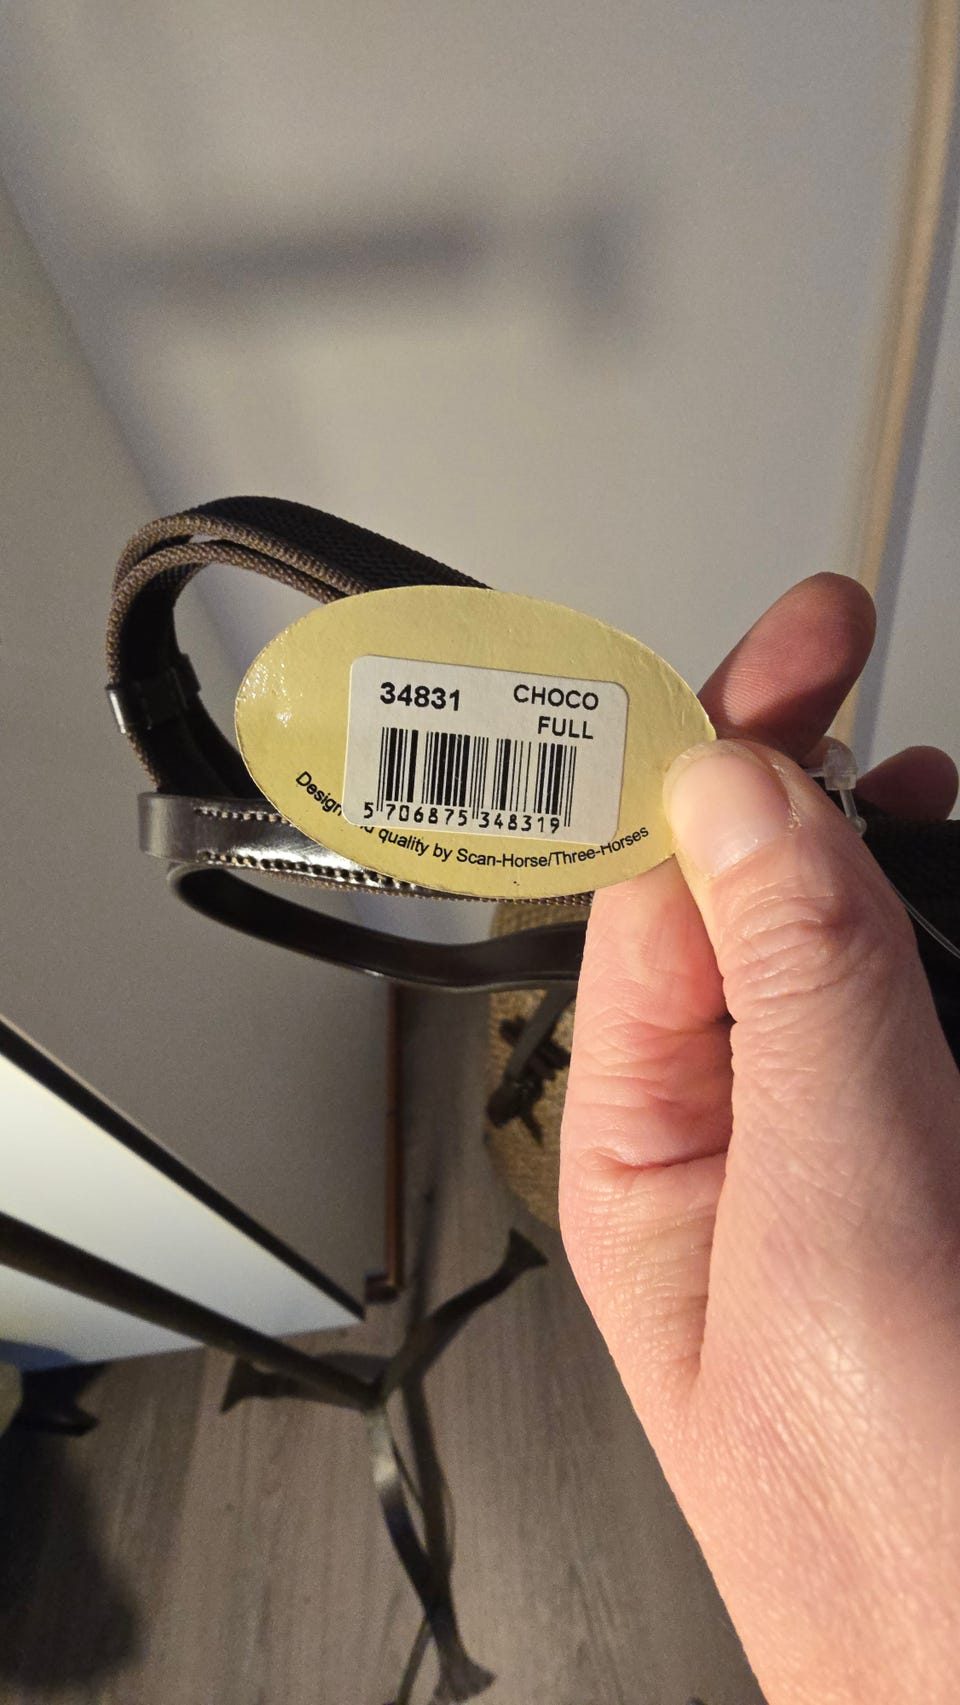 34831 CHOCO
FULL
5 706875 348319
Design quality by Scan-Horse/Three-Horses